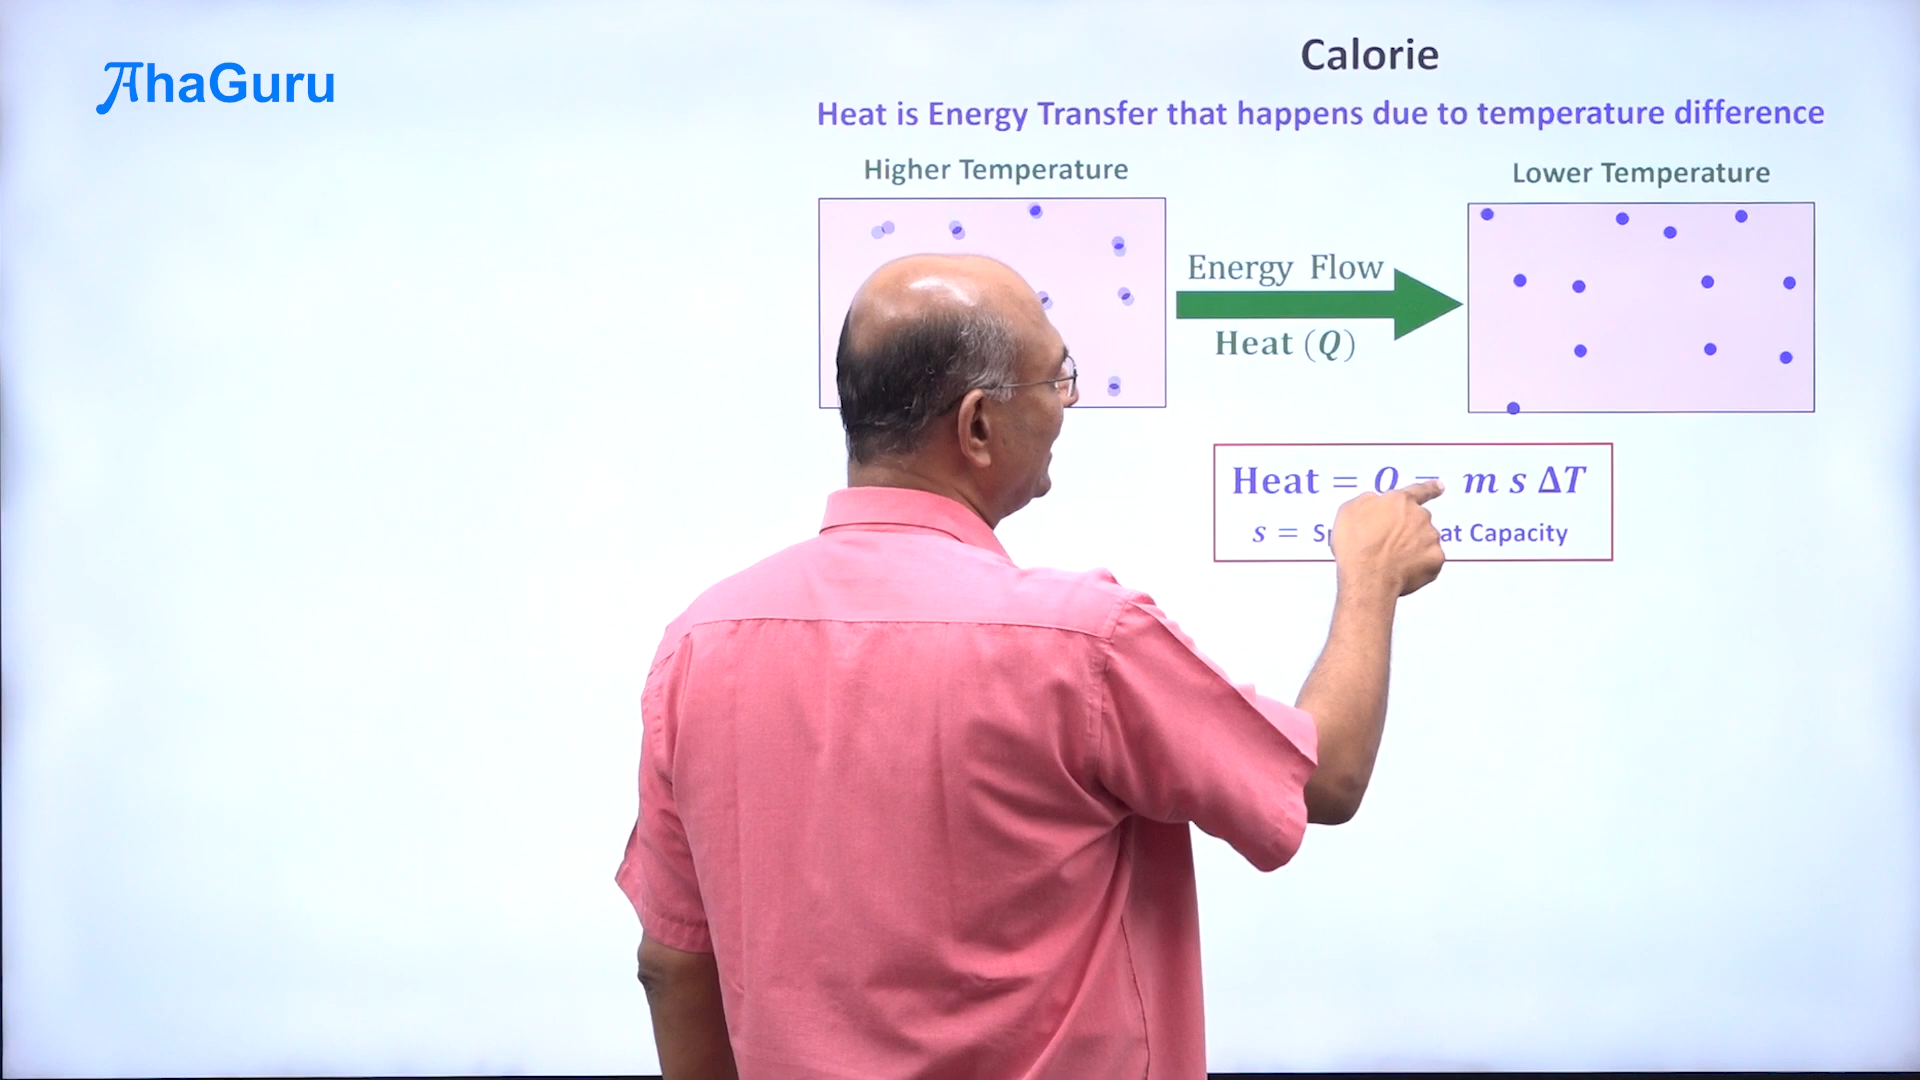 AhaGuru
Calorie
Heat is Energy Transfer that happens due to temperature difference
Higher Temperature
Lower Temperature
Energy Flow
Heat (Q)
Heat = Q = m s ΔT
s = at Capacity